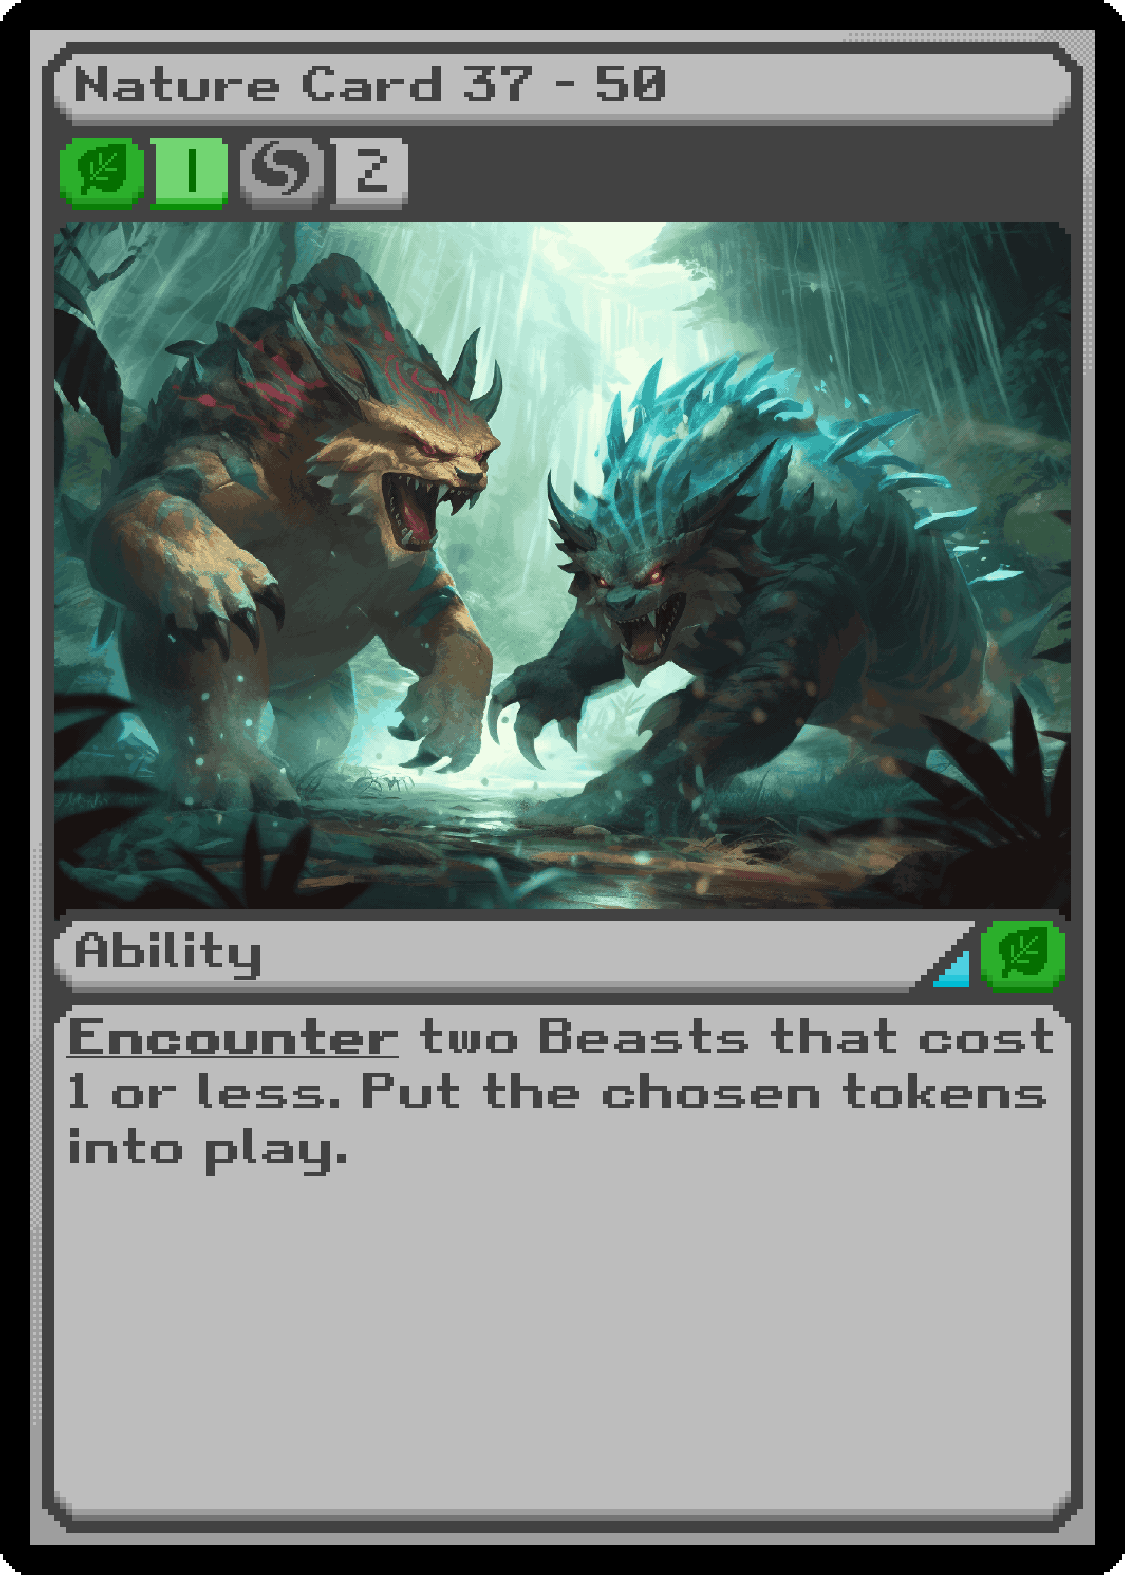 Nature Card 37 - 50
1 2
Ability
Encounter two Beasts that cost
1 or less. Put the chosen tokens
into play.